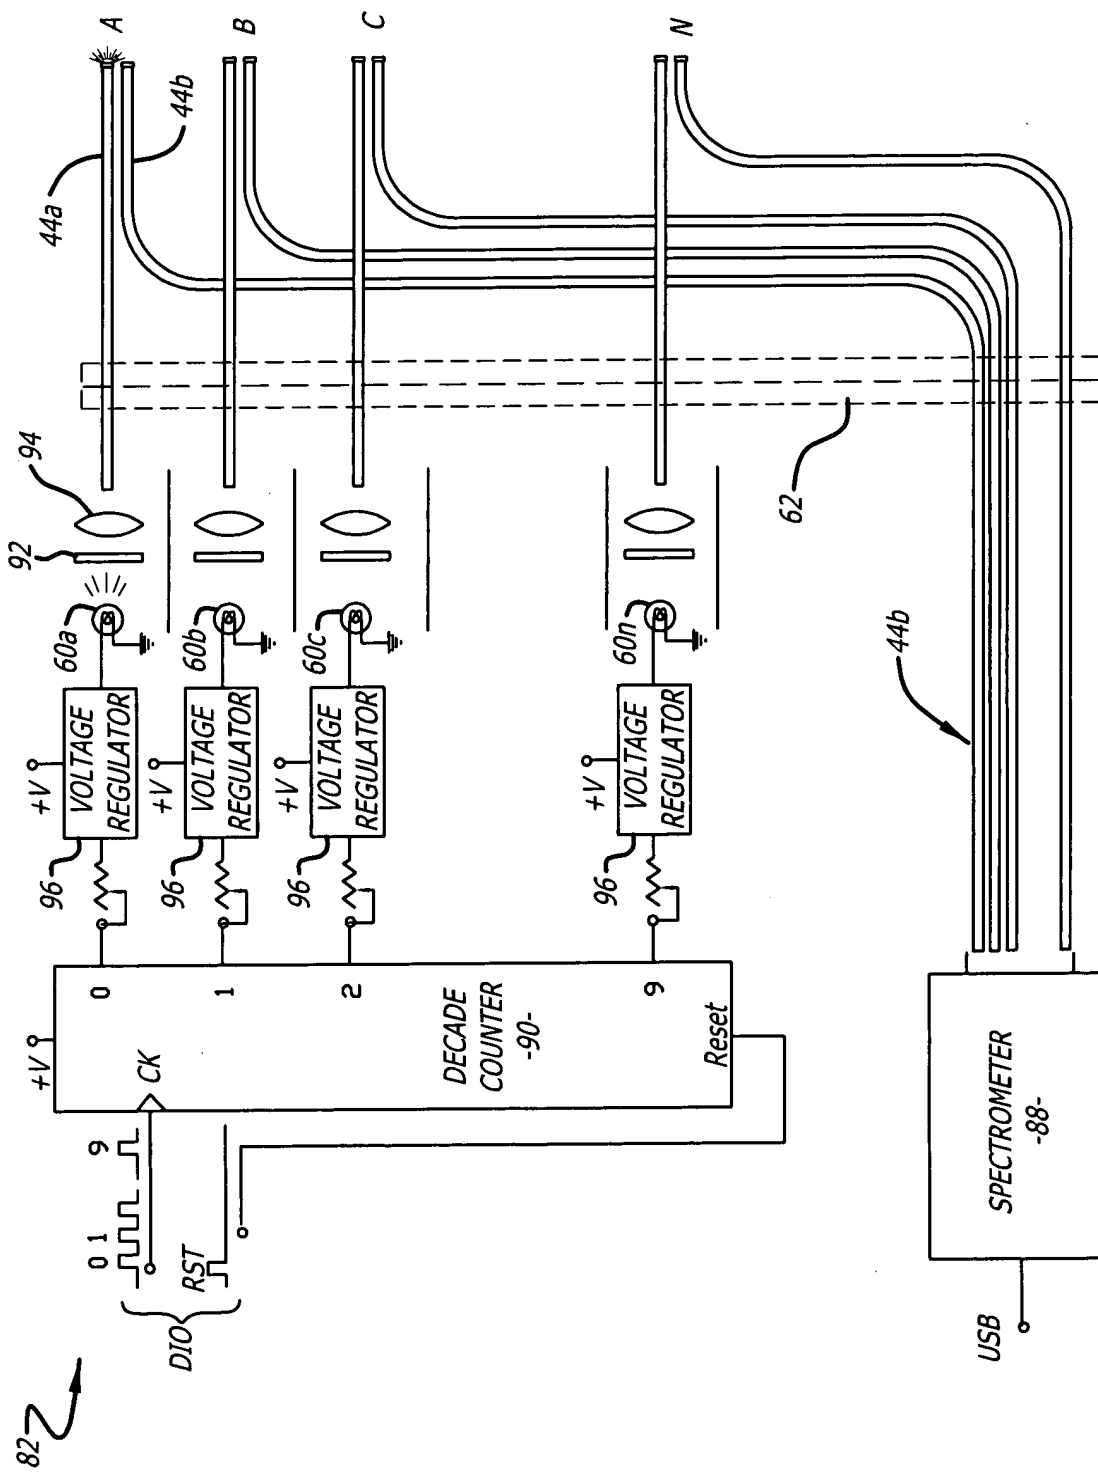 82
DIO
0 1 9
RST
+V
CK
0
1
2
9
DECADE
COUNTER
-90-
Reset
96
+V
VOLTAGE
REGULATOR
60a
92
94
44a
44b
A
96
+V
VOLTAGE
REGULATOR
60b
B
96
+V
VOLTAGE
REGULATOR
60c
C
96
+V
VOLTAGE
REGULATOR
60n
N
62
44b
USB
SPECTROMETER
-88-